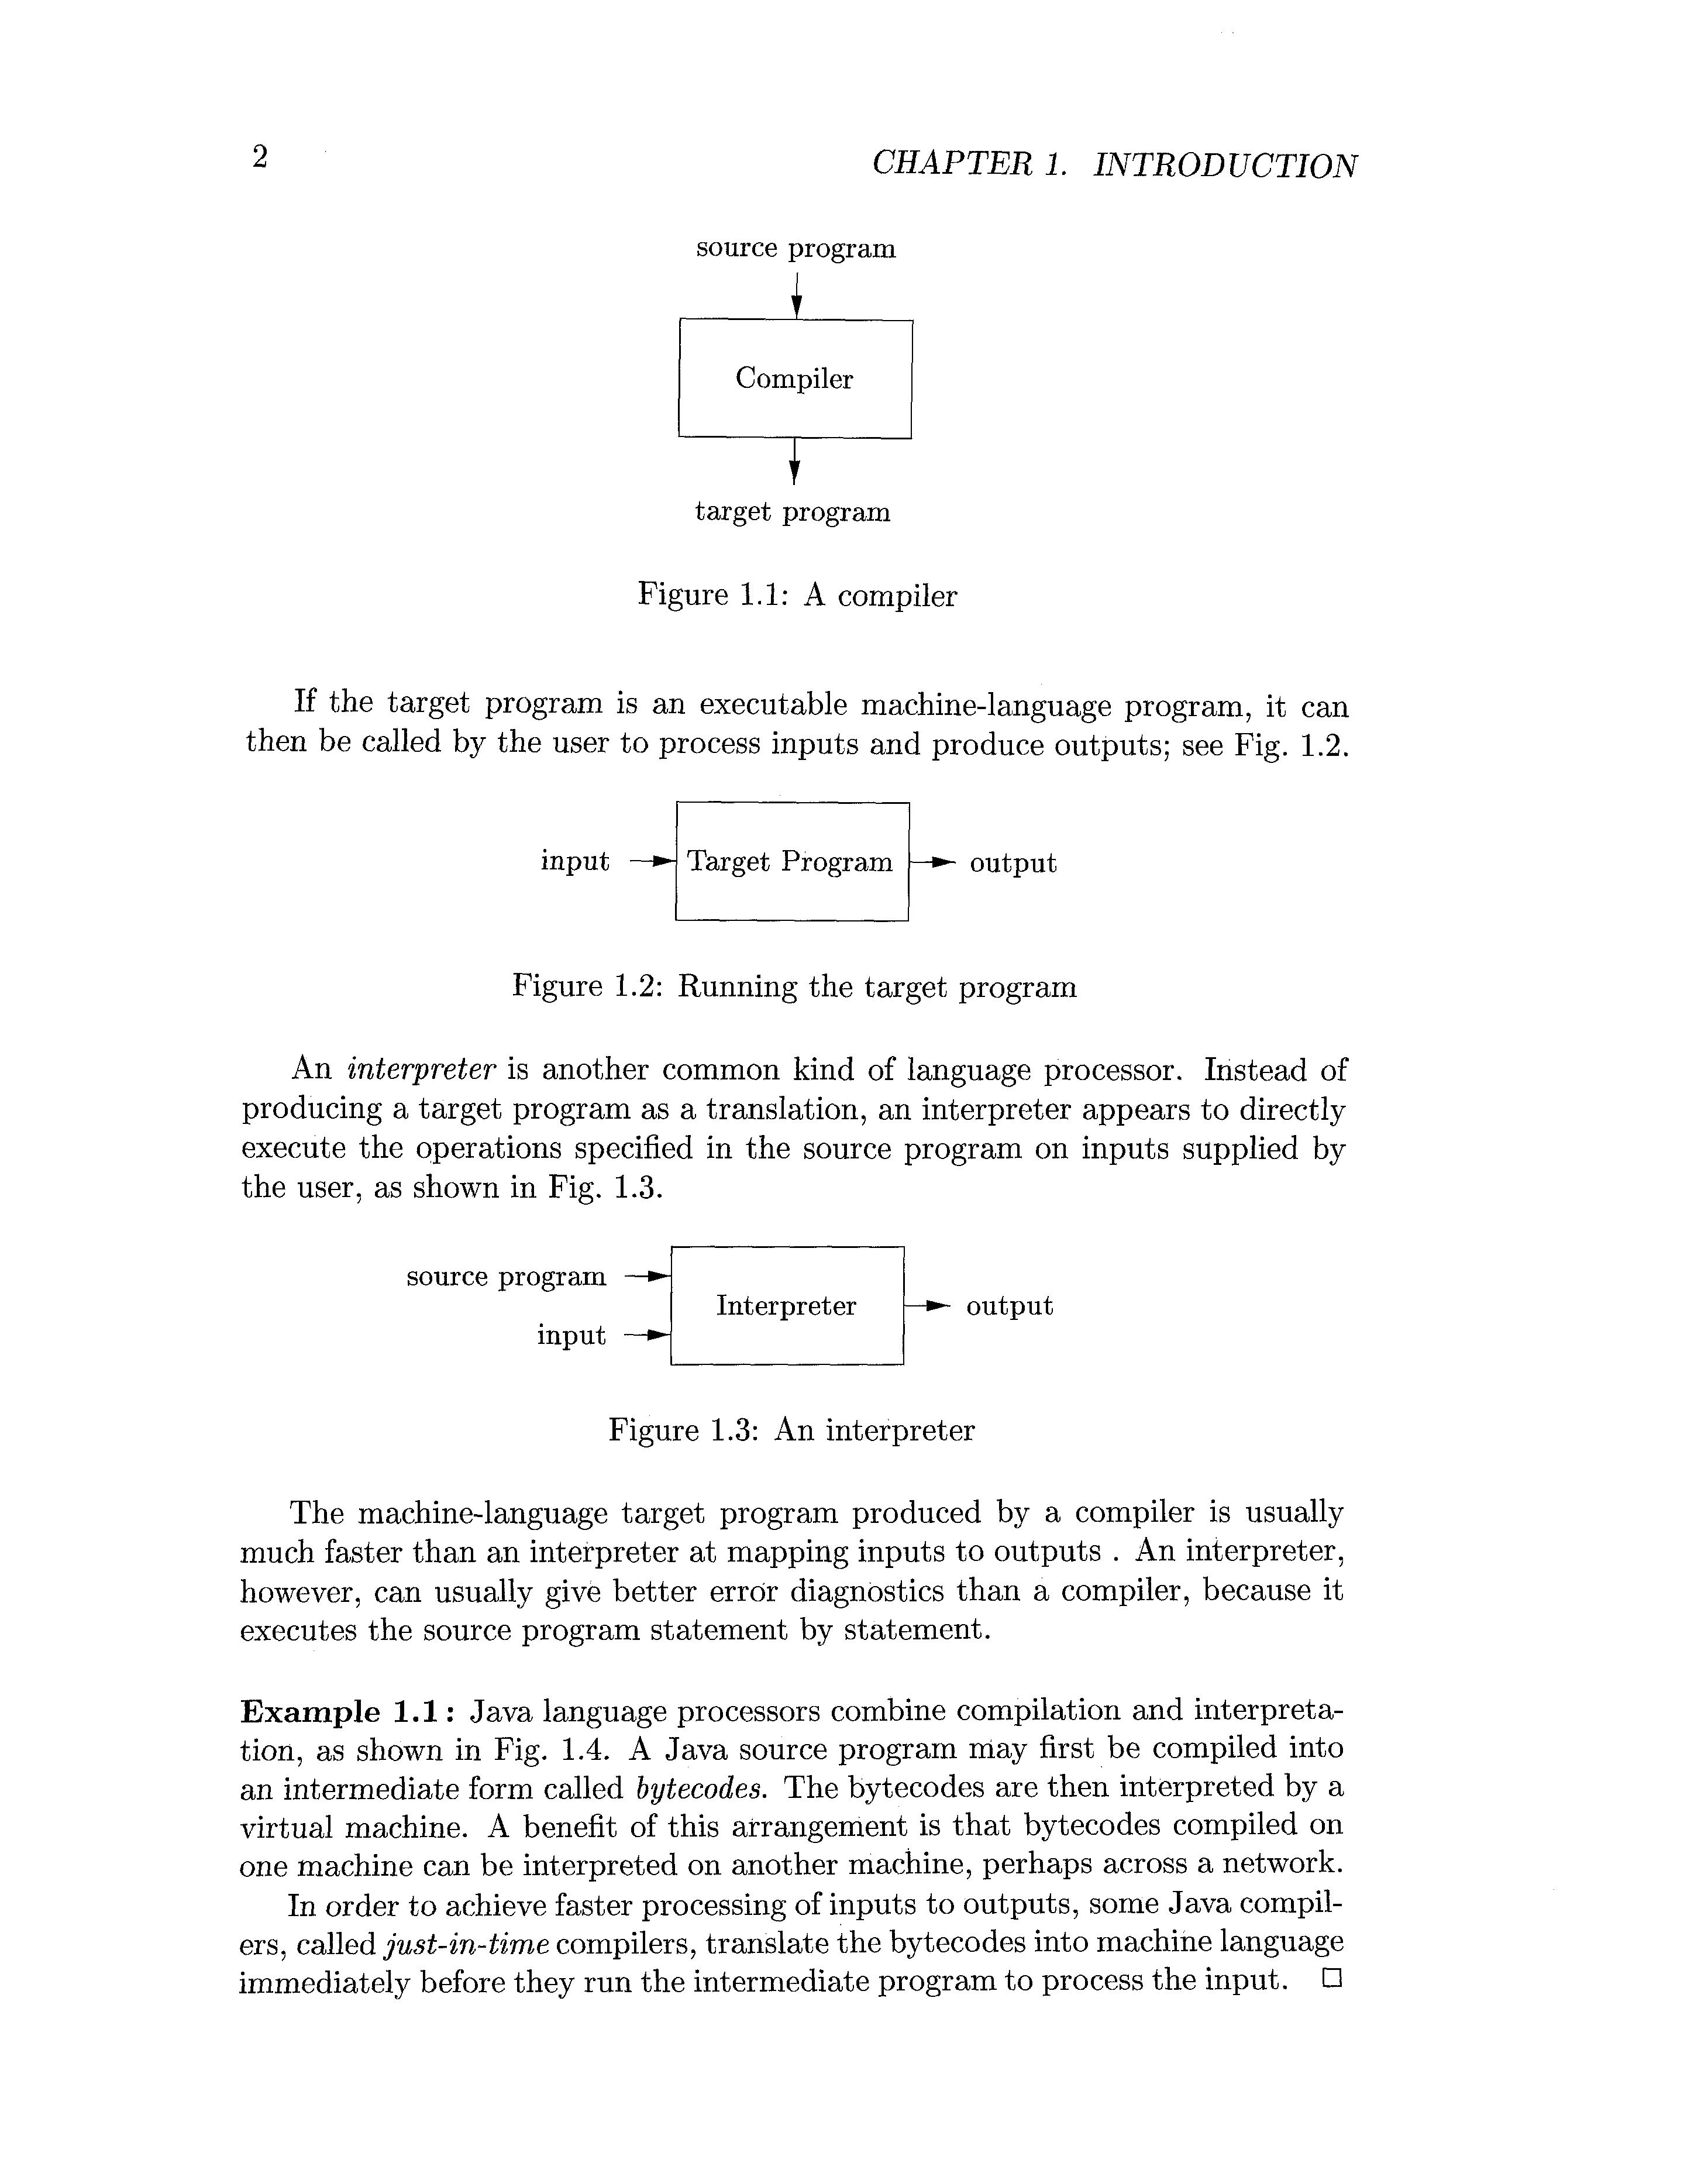 2
CHAPTER 1. INTRODUCTION
source program
Compiler
target program
Figure 1.1: A compiler
If the target program is an executable machine-language program, it can
then be called by the user to process inputs and produce outputs; see Fig. 1.2.
input
Target Program
output
Figure 1.2: Running the target program
An interpreter is another common kind of language processor. Instead of
producing a target program as a translation, an interpreter appears to directly
execute the operations specified in the source program on inputs supplied by
the user, as shown in Fig. 1.3.
source program
input
Interpreter
output
Figure 1.3: An interpreter
The machine-language target program produced by a compiler is usually
much faster than an interpreter at mapping inputs to outputs . An interpreter,
however, can usually give better error diagnostics than a compiler, because it
executes the source program statement by statement.
Example 1.1 : Java language processors combine compilation and interpreta-
tion, as shown in Fig. 1.4. A Java source program may first be compiled into
an intermediate form called bytecodes. The bytecodes are then interpreted by a
virtual machine. A benefit of this arrangement is that bytecodes compiled on
one machine can be interpreted on another machine, perhaps across a network.
In order to achieve faster processing of inputs to outputs, some Java compil-
ers, called just-in-time compilers, translate the bytecodes into machine language
immediately before they run the intermediate program to process the input. □